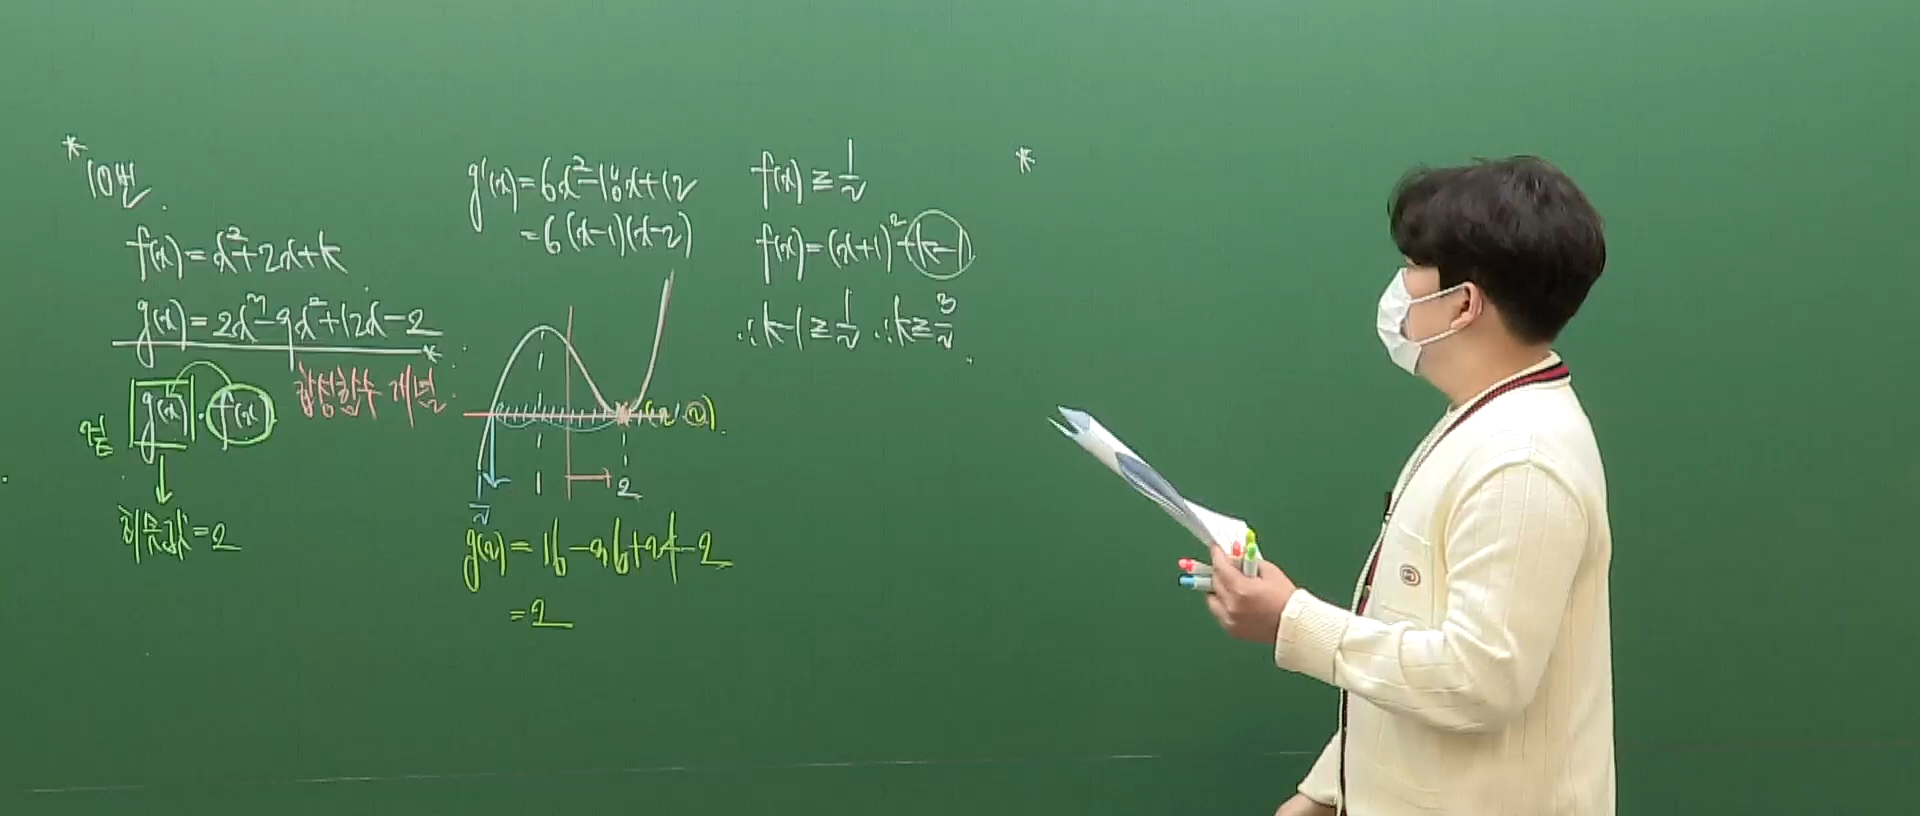 * 10번.
f(x)=x²+2x+k
g(x)=2x³-9x²+12x-2
*
합성함수 개념.
g(x) · f(x)
최솟값=2
g'(x)=6x²-18x+12
=6(x-1)(x-2)
1
2
g(2)=16-36+24-2
=2
f(x)≥1/2
f(x)=(x+1)²+k-1
∴k-1≥1/2 ∴k≥3/2
*